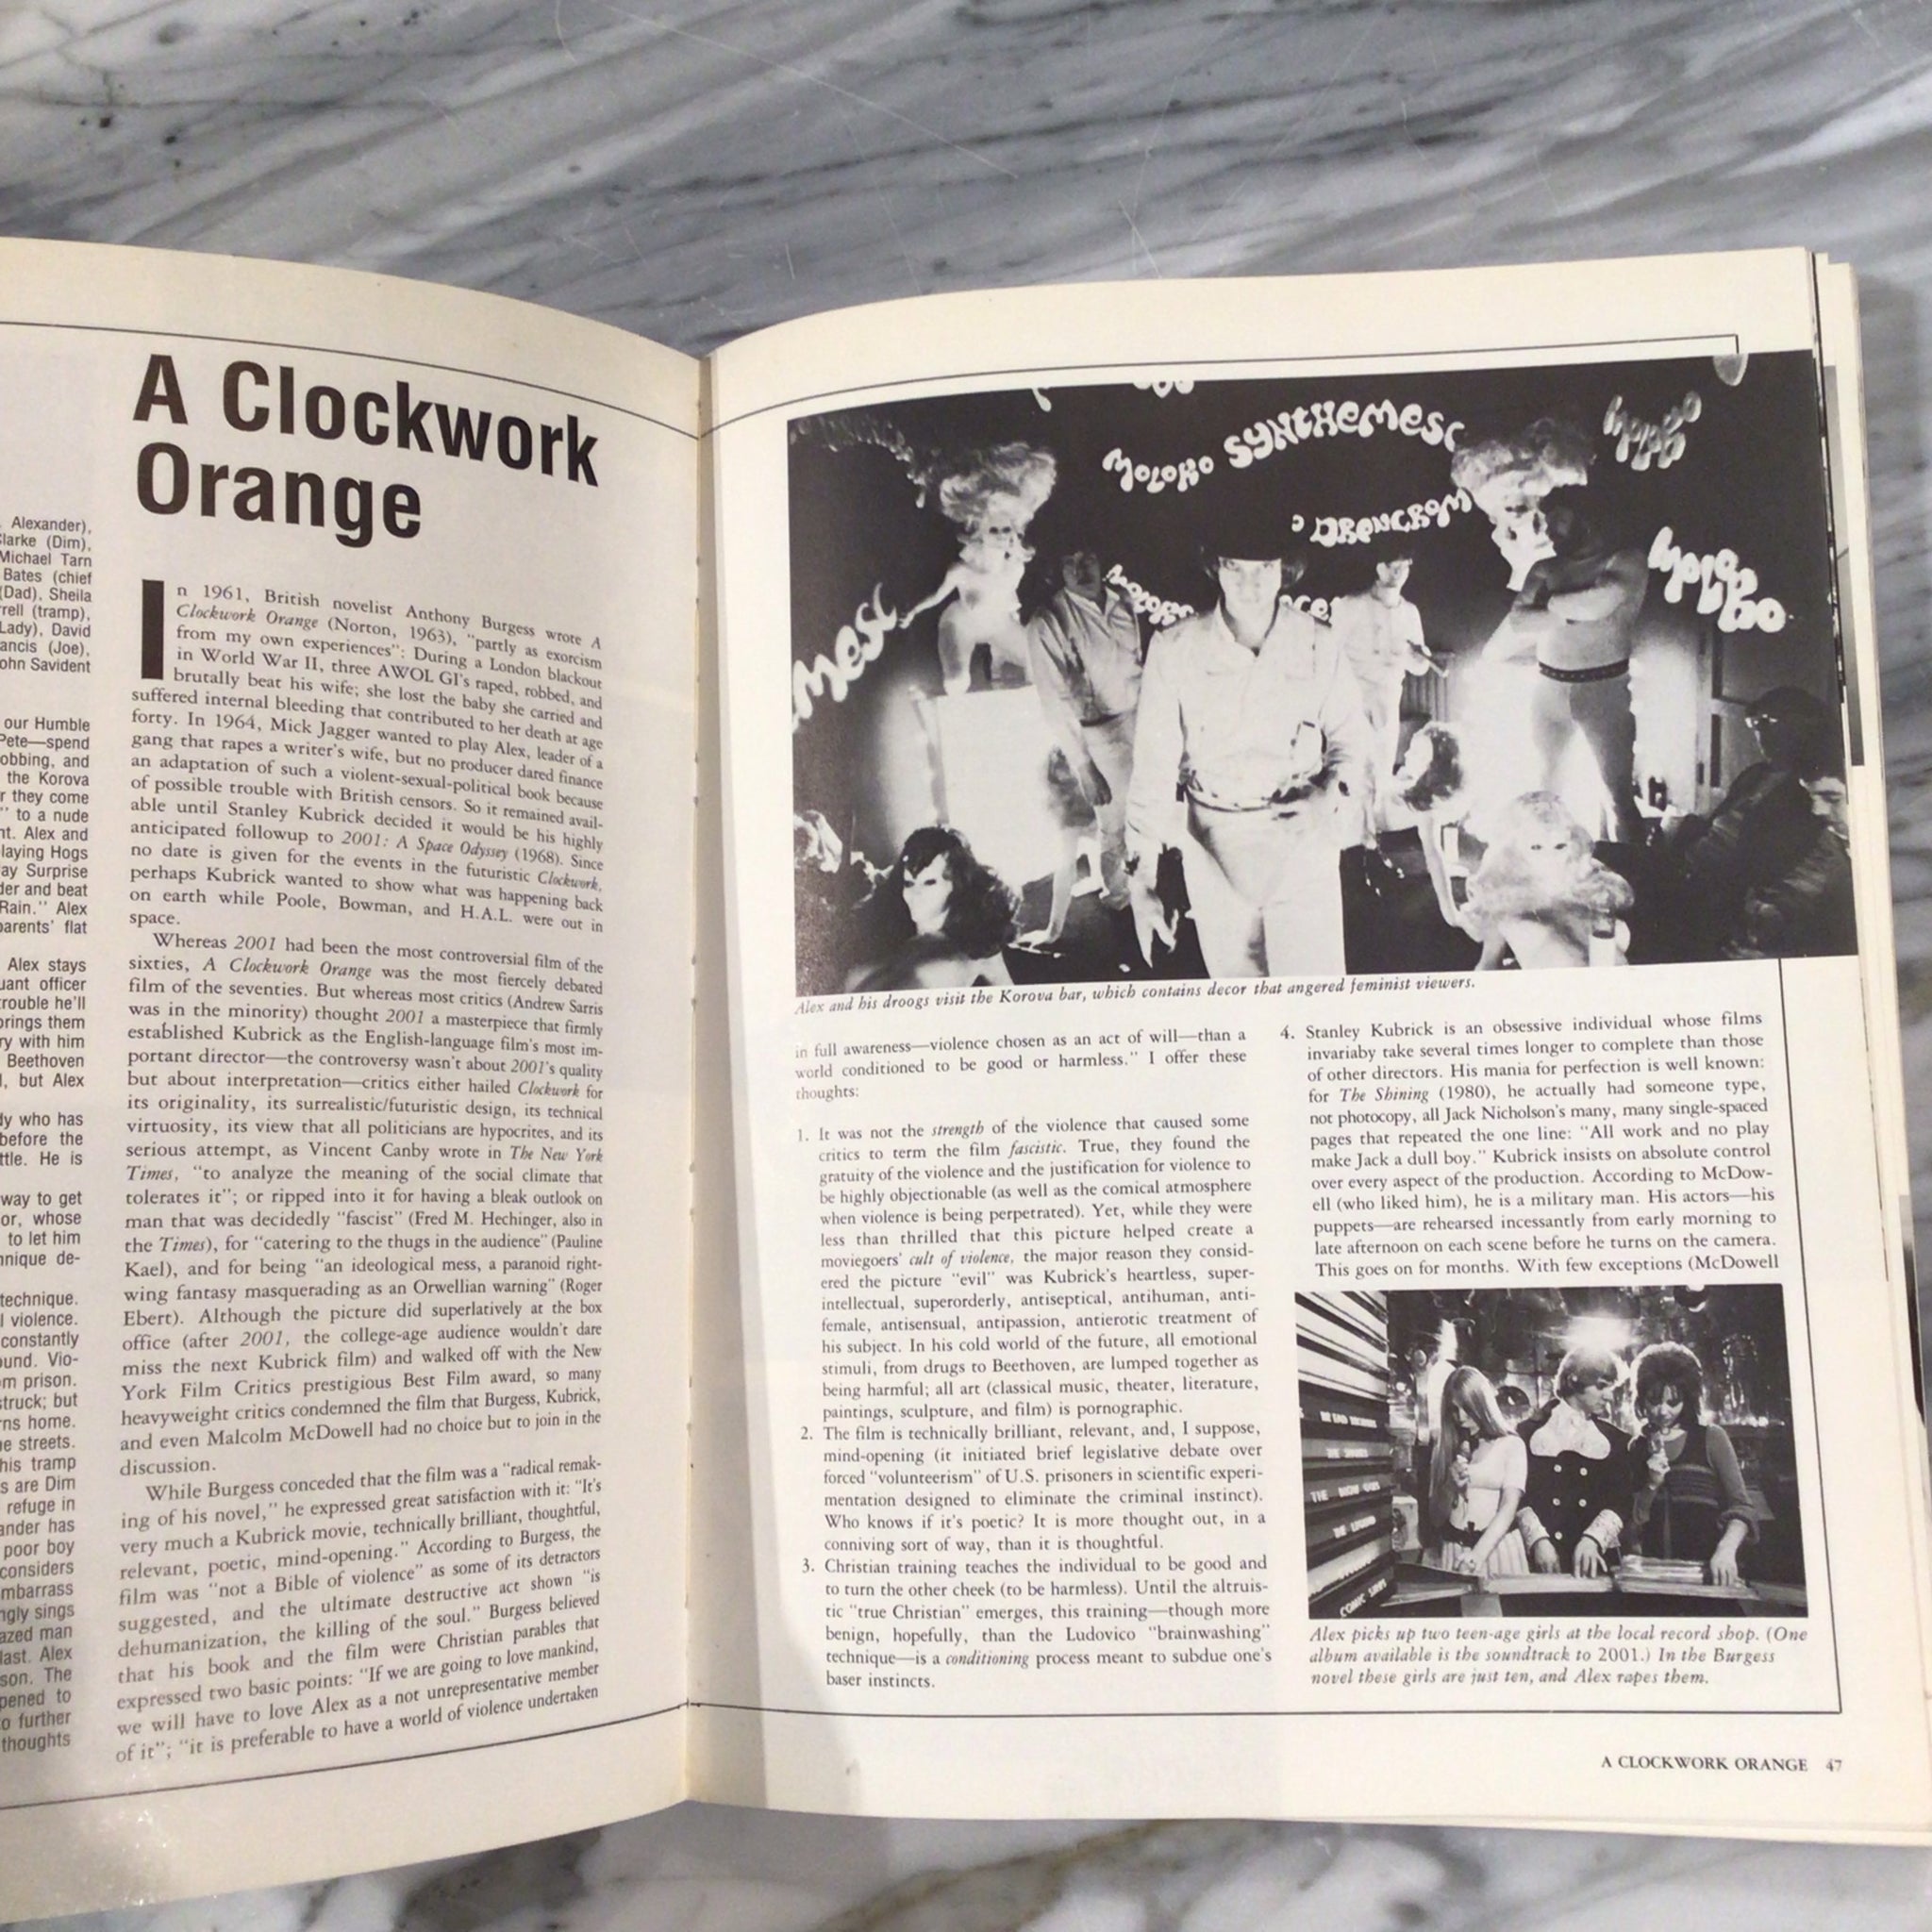 Alexander),
Clarke (Dim),
Michael Tarn
Bates (chief
(Dad), Sheila
(tramp),
Lady), David
(Joe),
John Savident
our Humble
Pete—spend
and
the Korova
they come
to a nude
Alex and
Hogs
Surprise
and beat
Rain." Alex
parents' flat
Alex stays
officer
he'll
brings them
with him
Beethoven
but Alex
who has
before the
He is
way to get
or, whose
to let him
de-
technique.
violence.
constantly
Vio-
prison.
struck; but
home.
streets.
his tramp
are Dim
refuge in
has
poor boy
considers
sings
man
last. Alex
The
to
further
thoughts
A Clockwork
Orange
In 1961, British novelist Anthony Burgess wrote A
Clockwork Orange (Norton, 1963), "partly as exorcism
from my own experiences": During a London blackout
in World War II, three AWOL GI's raped, robbed, and
brutally beat his wife; she lost the baby she carried and
suffered internal bleeding that contributed to her death at age
forty. In 1964, Mick Jagger wanted to play Alex, leader of a
gang that rapes a writer's wife, but no producer dared finance
an adaptation of such a violent-sexual-political book because
of possible trouble with British censors. So it remained avail-
able until Stanley Kubrick decided it would be his highly
anticipated followup to 2001: A Space Odyssey (1968). Since
no date is given for the events in the futuristic Clockwork,
perhaps Kubrick wanted to show what was happening back
on earth while Poole, Bowman, and H.A.L. were out in
space.
Whereas 2001 had been the most controversial film of the
sixties, A Clockwork Orange was the most fiercely debated
film of the seventies. But whereas most critics (Andrew Sarris
was in the minority) thought 2001 a masterpiece that firmly
established Kubrick as the English-language film's most im-
portant director—the controversy wasn't about 2001's quality
but about interpretation—critics either hailed Clockwork for
its originality, its surrealistic/futuristic design, its technical
virtuosity, its view that all politicians are hypocrites, and its
serious attempt, as Vincent Canby wrote in The New York
Times, "to analyze the meaning of the social climate that
tolerates it"; or ripped into it for having a bleak outlook on
man that was decidedly "fascist" (Fred M. Hechinger, also in
the Times), for "catering to the thugs in the audience" (Pauline
Kael), and for being "an ideological mess, a paranoid right-
wing fantasy masquerading as an Orwellian warning" (Roger
Ebert). Although the picture did superlatively at the box
office (after 2001, the college-age audience wouldn't dare
miss the next Kubrick film) and walked off with the New
York Film Critics prestigious Best Film award, so many
heavyweight critics condemned the film that Burgess, Kubrick,
and even Malcolm McDowell had no choice but to join in the
discussion.
While Burgess conceded that the film was a "radical remak-
ing of his novel," he expressed great satisfaction with it: "It's
very much a Kubrick movie, technically brilliant, thoughtful,
relevant, poetic, mind-opening." According to Burgess, the
film was "not a Bible of violence" as some of its detractors
suggested, and the ultimate destructive act shown "is
dehumanization, the killing of the soul." Burgess believed
that his book and the film were Christian parables that
expressed two basic points: "If we are going to love mankind,
we will have to love Alex as a not unrepresentative member
of it"; "it is preferable to have a world of violence undertaken
MOLOKO SYNTHEMESC
DRENCROM
MOLOKO
MOLOKO
MOLOKO
MESC
Alex and his droogs visit the Korova bar, which contains decor that angered feminist viewers.
in full awareness—violence chosen as an act of will—than a
world conditioned to be good or harmless." I offer these
thoughts:
1. It was not the strength of the violence that caused some
critics to term the film fascistic. True, they found the
gratuity of the violence and the justification for violence to
be highly objectionable (as well as the comical atmosphere
when violence is being perpetrated). Yet, while they were
less than thrilled that this picture helped create a
moviegoers' cult of violence, the major reason they consid-
ered the picture "evil" was Kubrick's heartless, super-
intellectual, superorderly, antiseptical, antihuman, anti-
female, antisensual, antipassion, antierotic treatment of
his subject. In his cold world of the future, all emotional
stimuli, from drugs to Beethoven, are lumped together as
being harmful; all art (classical music, theater, literature,
paintings, sculpture, and film) is pornographic.
2. The film is technically brilliant, relevant, and, I suppose,
mind-opening (it initiated brief legislative debate over
forced "volunteerism" of U.S. prisoners in scientific experi-
mentation designed to eliminate the criminal instinct).
Who knows if it's poetic? It is more thought out, in a
conniving sort of way, than it is thoughtful.
3. Christian training teaches the individual to be good and
to turn the other cheek (to be harmless). Until the altruis-
tic "true Christian" emerges, this training—though more
benign, hopefully, than the Ludovico "brainwashing"
technique—is a conditioning process meant to subdue one's
baser instincts.
4. Stanley Kubrick is an obsessive individual whose films
invariaby take several times longer to complete than those
of other directors. His mania for perfection is well known:
for The Shining (1980), he actually had someone type,
not photocopy, all Jack Nicholson's many, many single-spaced
pages that repeated the one line: "All work and no play
make Jack a dull boy." Kubrick insists on absolute control
over every aspect of the production. According to McDow-
ell (who liked him), he is a military man. His actors—his
puppets—are rehearsed incessantly from early morning to
late afternoon on each scene before he turns on the camera.
This goes on for months. With few exceptions (McDowell
Alex picks up two teen-age girls at the local record shop. (One
album available is the soundtrack to 2001.) In the Burgess
novel these girls are just ten, and Alex rapes them.
A CLOCKWORK ORANGE 47